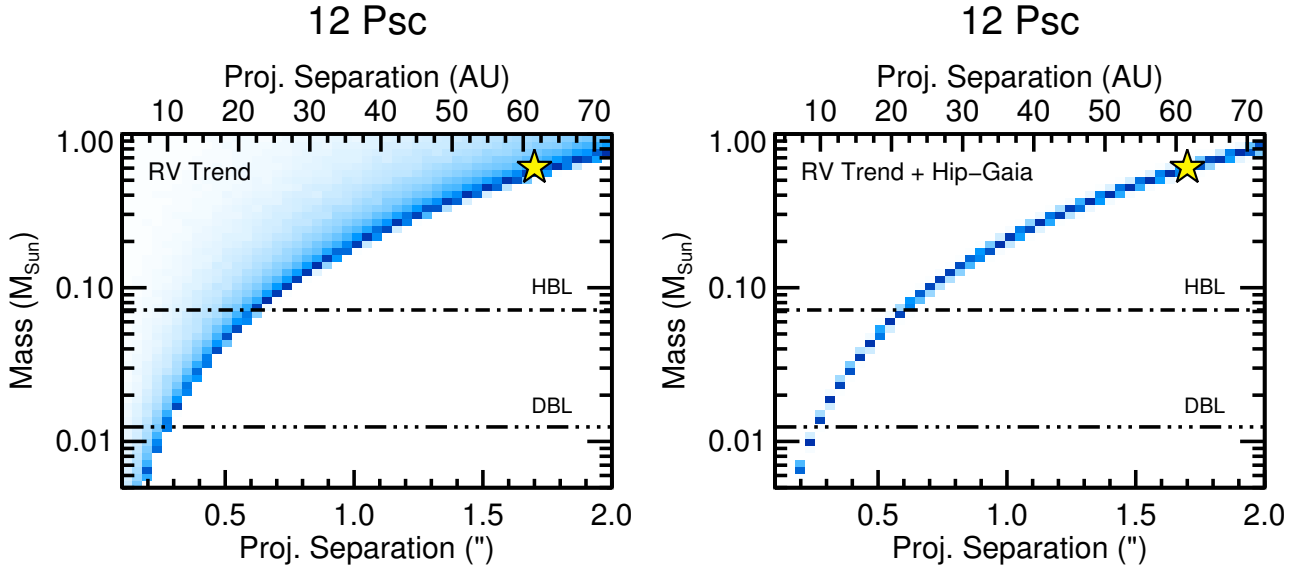 12 Psc
Proj. Separation (AU)
10 20 30 40 50 60 70
1.00
0.10
0.01
Mass (M_Sun)
RV Trend
HBL
DBL
0.5 1.0 1.5 2.0
Proj. Separation (")
12 Psc
Proj. Separation (AU)
10 20 30 40 50 60 70
1.00
0.10
0.01
Mass (M_Sun)
RV Trend + Hip−Gaia
HBL
DBL
0.5 1.0 1.5 2.0
Proj. Separation (")